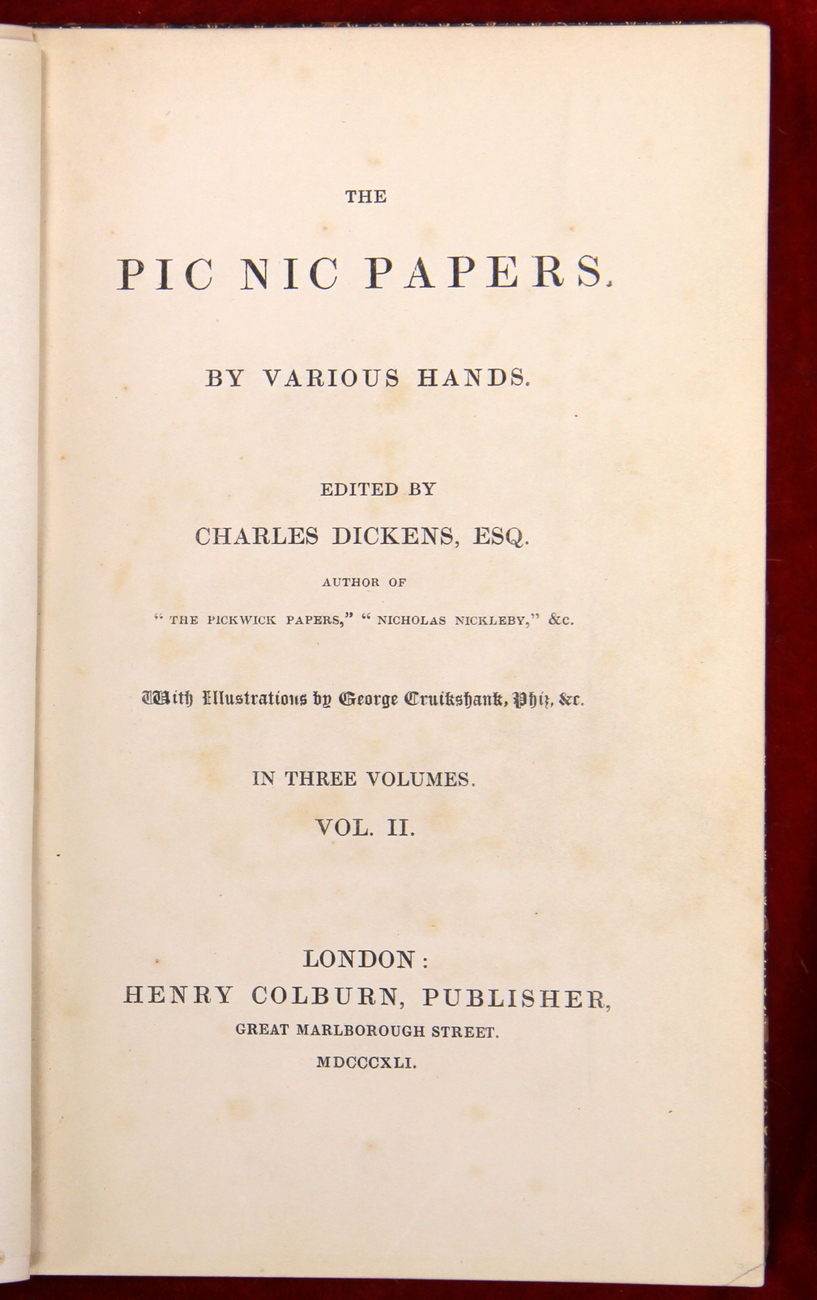 THE
PIC NIC PAPERS.
BY VARIOUS HANDS.
EDITED BY
CHARLES DICKENS, ESQ.
AUTHOR OF
“ THE PICKWICK PAPERS,” “ NICHOLAS NICKLEBY,” &C.
With Illustrations by George Cruikshank, Phiz, &c.
IN THREE VOLUMES.
VOL. II.
LONDON:
HENRY COLBURN, PUBLISHER,
GREAT MARLBOROUGH STREET.
MDCCCXLI.